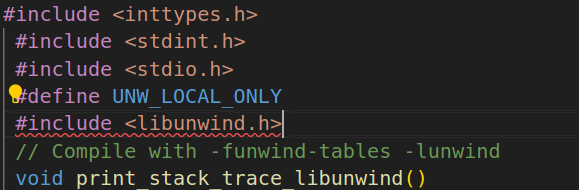 #include <inttypes.h>
#include <stdint.h>
#include <stdio.h>
#define UNW_LOCAL_ONLY
#include <libunwind.h>
// Compile with -funwind-tables -lunwind
void print_stack_trace_libunwind()